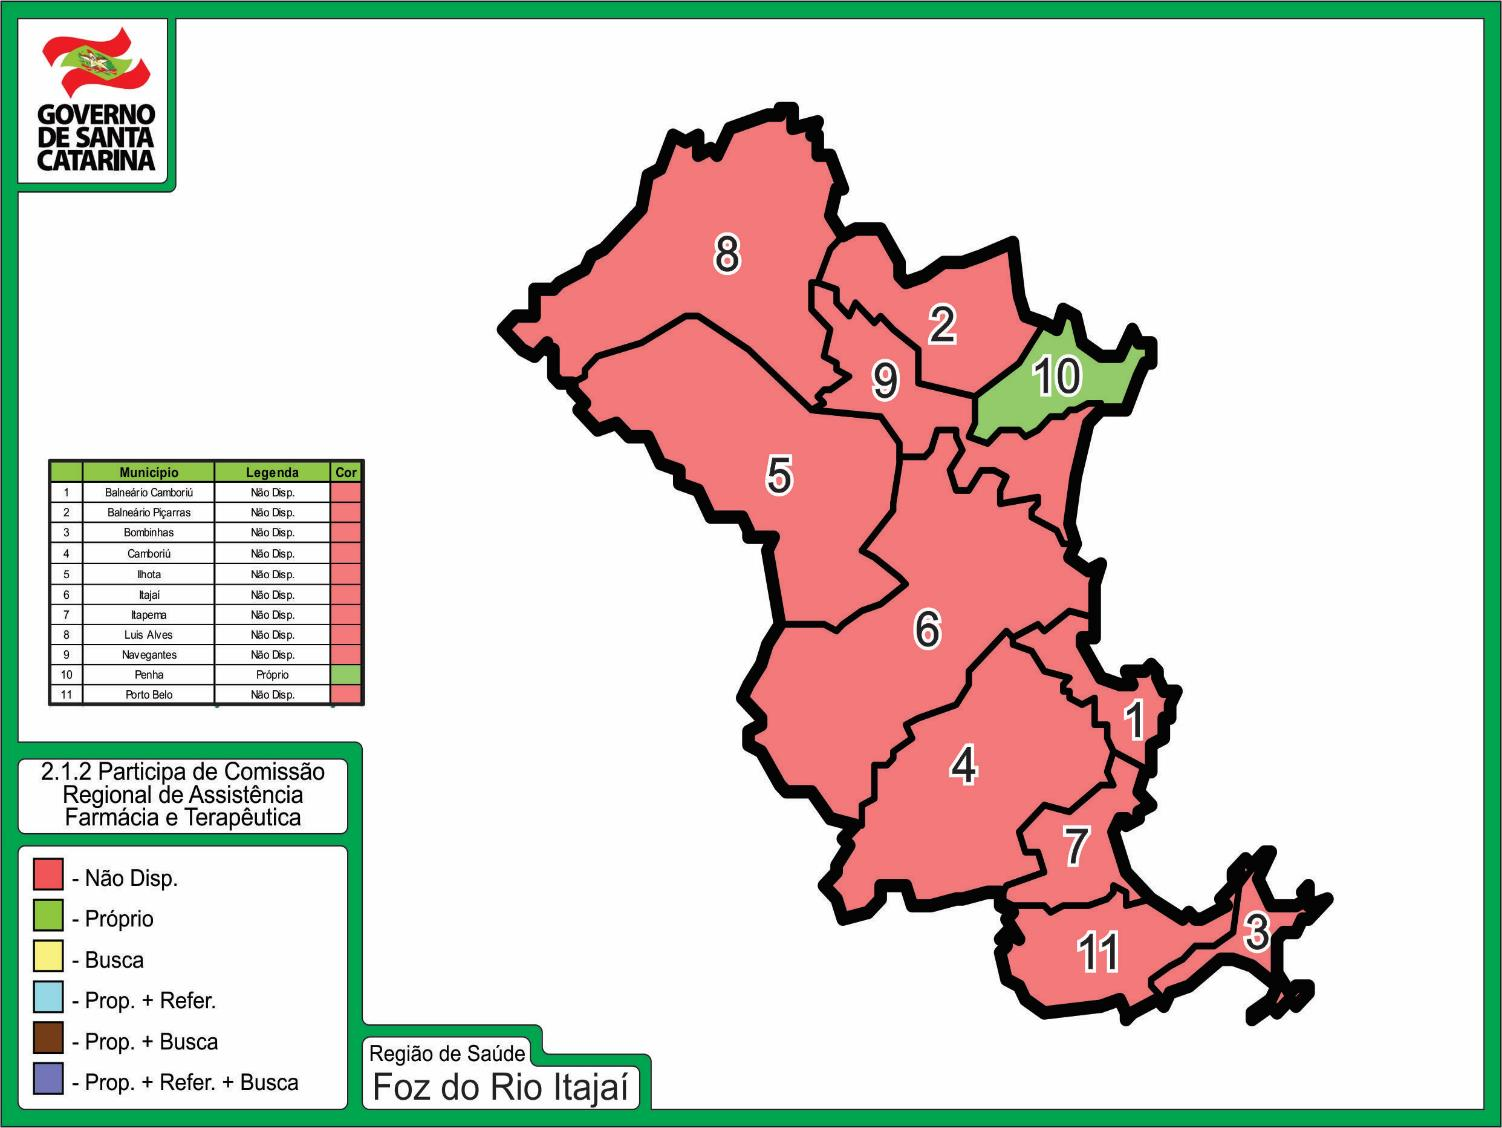 GOVERNO
DE SANTA
CATARINA
8
2
10
9
5
6
1
4
7
3
11
Município Legenda Cor
1 Balneário Camboriú Não Disp.
2 Balneário Piçarras Não Disp.
3 Bombinhas Não Disp.
4 Camboriú Não Disp.
5 Ilhota Não Disp.
6 Itajaí Não Disp.
7 Itapema Não Disp.
8 Luis Alves Não Disp.
9 Navegantes Não Disp.
10 Penha Próprio
11 Porto Belo Não Disp.
2.1.2 Participa de Comissão
Regional de Assistência
Farmácia e Terapêutica
- Não Disp.
- Próprio
- Busca
- Prop. + Refer.
- Prop. + Busca
- Prop. + Refer. + Busca
Região de Saúde
Foz do Rio Itajaí